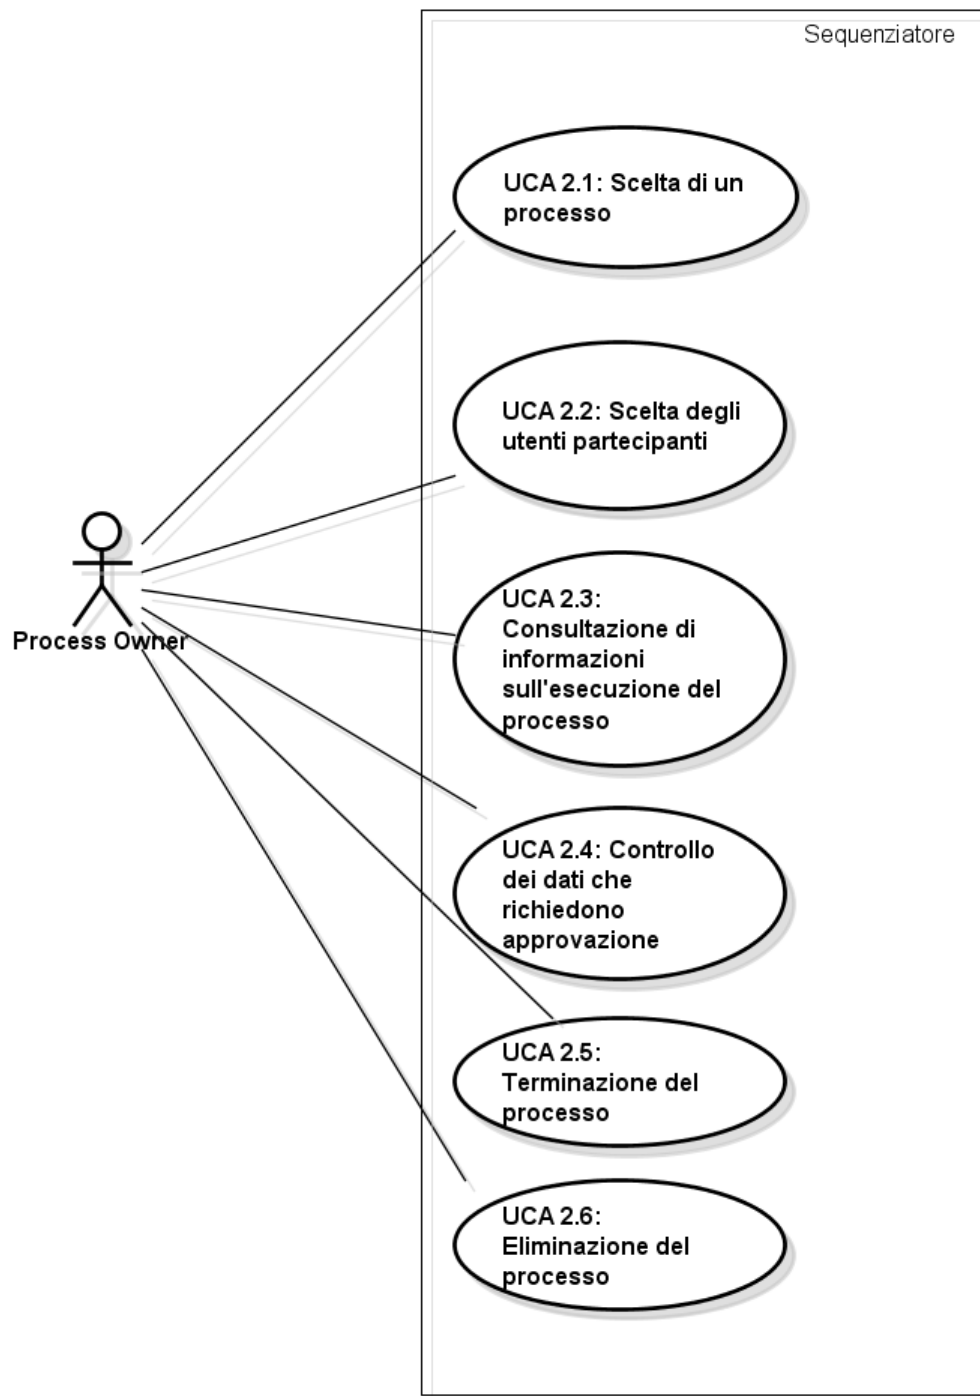 Sequenziatore
UCA 2.1: Scelta di un
processo
UCA 2.2: Scelta degli
utenti partecipanti
Process Owner
UCA 2.3:
Consultazione di
informazioni
sull'esecuzione del
processo
UCA 2.4: Controllo
dei dati che
richiedono
approvazione
UCA 2.5:
Terminazione del
processo
UCA 2.6:
Eliminazione del
processo